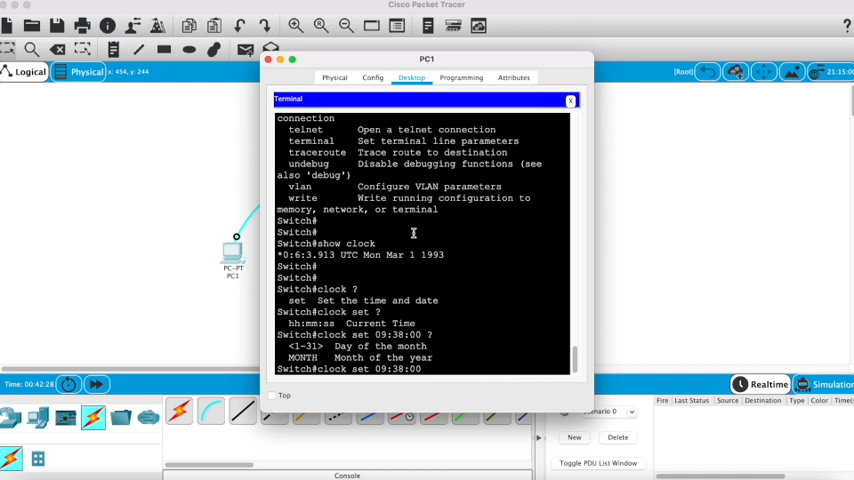 Cisco Packet Tracer
Logical
Physical
x: 454, y: 244
[Root]
21:15:00
PC1
Physical
Config
Desktop
Programming
Attributes
Terminal
X
connection
telnet Open a telnet connection
terminal Set terminal line parameters
traceroute Trace route to destination
undebug Disable debugging functions (see
also 'debug')
vlan Configure VLAN parameters
write Write running configuration to
memory, network, or terminal
Switch#
Switch#
Switch#show clock
*0:6:3.913 UTC Mon Mar 1 1993
Switch#
Switch#
Switch#clock ?
set Set the time and date
Switch#clock set ?
hh:mm:ss Current Time
Switch#clock set 09:38:00 ?
<1-31> Day of the month
MONTH Month of the year
Switch#clock set 09:38:00
PC-PT
PC1
Top
Time: 00:42:28
Realtime
Simulation
Fire Last Status Source Destination Type Color Time(
New
Delete
Toggle PDU List Window
Console